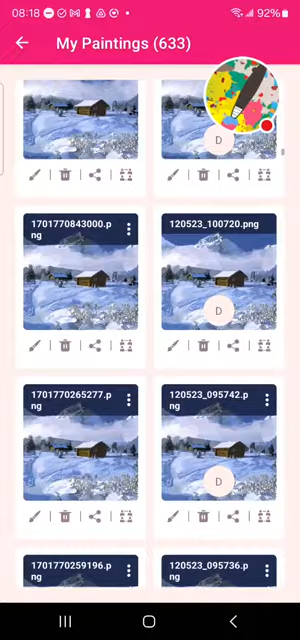 08:18
92%
My Paintings (633)
D
1701770843000.p
ng
120523_100720.png
D
1701770265277.p
ng
120523_095742.p
ng
D
1701770259196.p
ng
120523_095736.p
ng